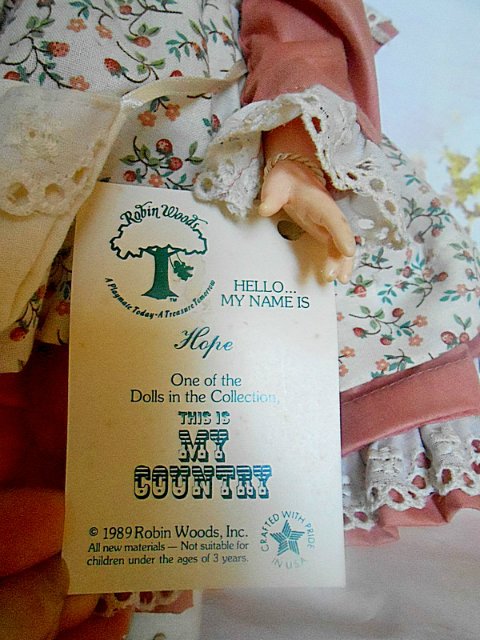 Robin Woods
A Playmate Today-A Treasure Tomorrow
TM
HELLO...
MY NAME IS
Hope
One of the
Dolls in the Collection,
THIS IS
MY
COUNTRY
© 1989 Robin Woods, Inc.
All new materials — Not suitable for
children under the ages of 3 years.
CRAFTED WITH PRIDE
IN USA